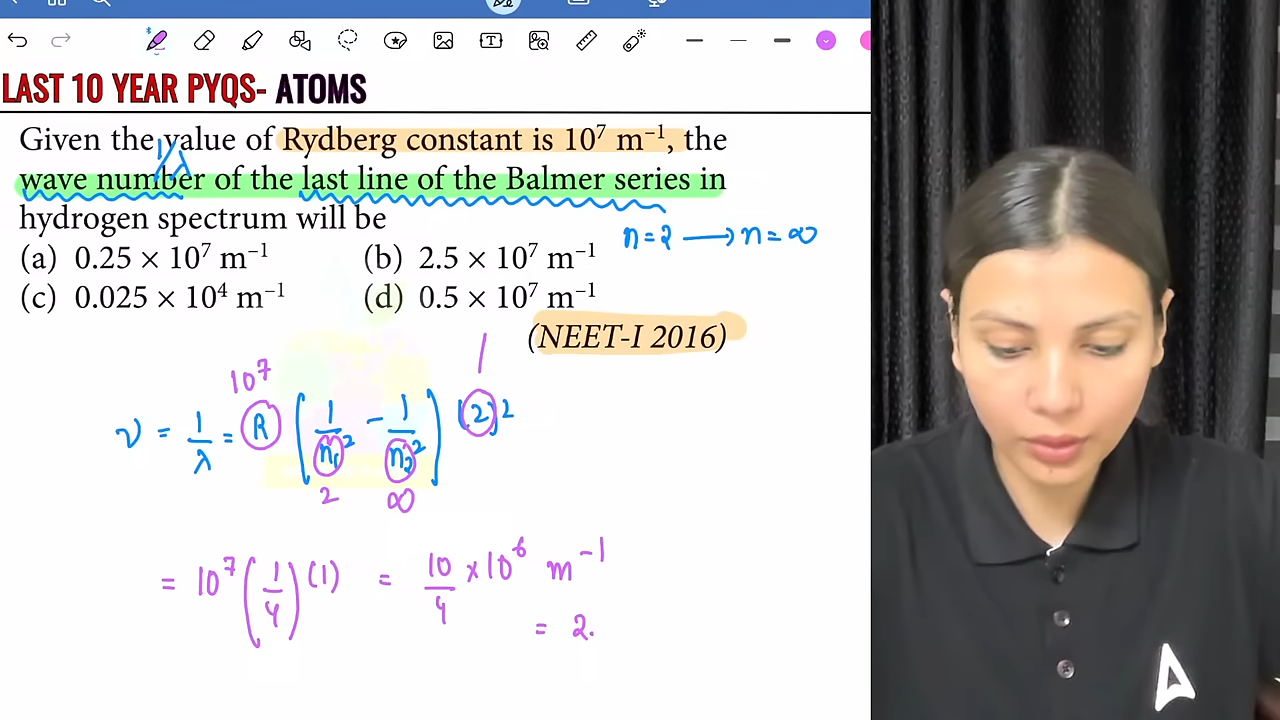 LAST 10 YEAR PYQS- ATOMS
Given the value of Rydberg constant is 10⁷ m⁻¹, the
1/λ
wave number of the last line of the Balmer series in
hydrogen spectrum will be
n=2 ⟶ n=∞
(a) 0.25 × 10⁷ m⁻¹ (b) 2.5 × 10⁷ m⁻¹
(c) 0.025 × 10⁴ m⁻¹ (d) 0.5 × 10⁷ m⁻¹
(NEET-I 2016)
10⁷ 1
ν = 1/λ = R (1/n₁² − 1/n₂²) (2)²
2 ∞
= 10⁷ (1/4) (1) = 10/4 × 10⁶ m⁻¹
= 2.